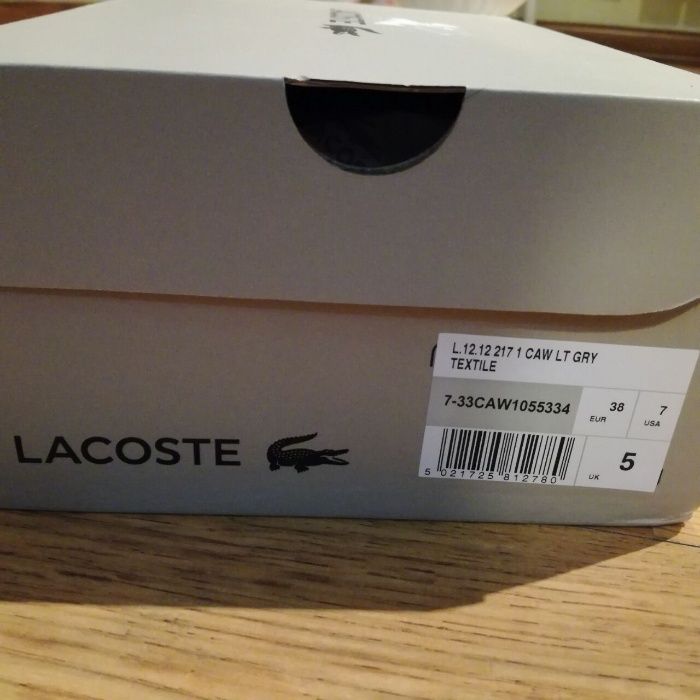 L.12.12 217 1 CAW LT GRY
TEXTILE
7-33CAW1055334
38
EUR
7
USA
5 021725 812780
UK
5
LACOSTE